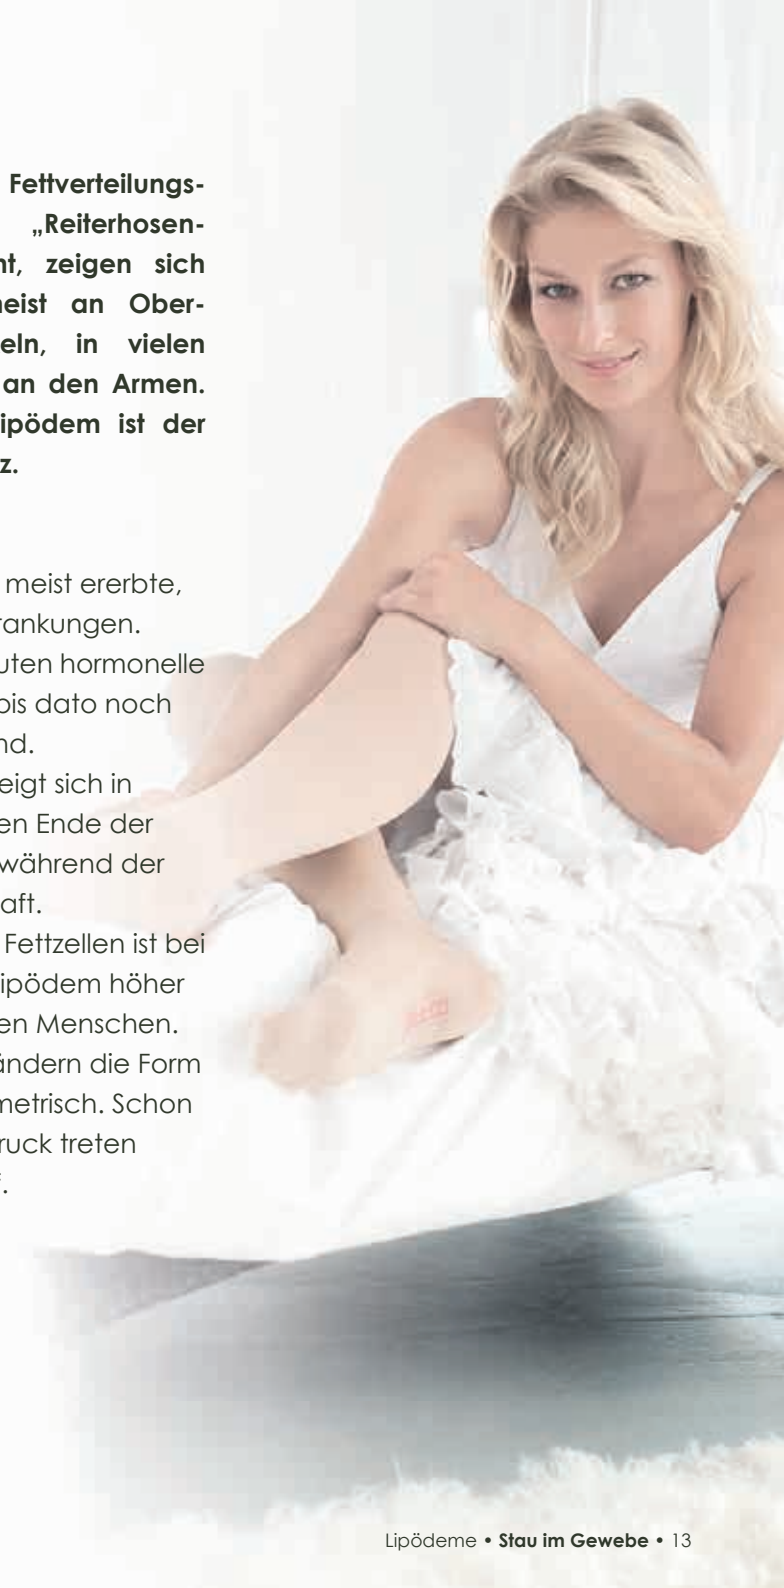 Fettverteilungs-
„Reiterhosen-
nt, zeigen sich
neist an Ober-
eln, in vielen
an den Armen.
ipödem ist der
z.
meist ererbte,
rankungen.
uten hormonelle
bis dato noch
nd.
eigt sich in
en Ende der
während der
aft.
Fettzellen ist bei
ipödem höher
en Menschen.
ändern die Form
metrisch. Schon
ruck treten
Lipödeme • Stau im Gewebe • 13